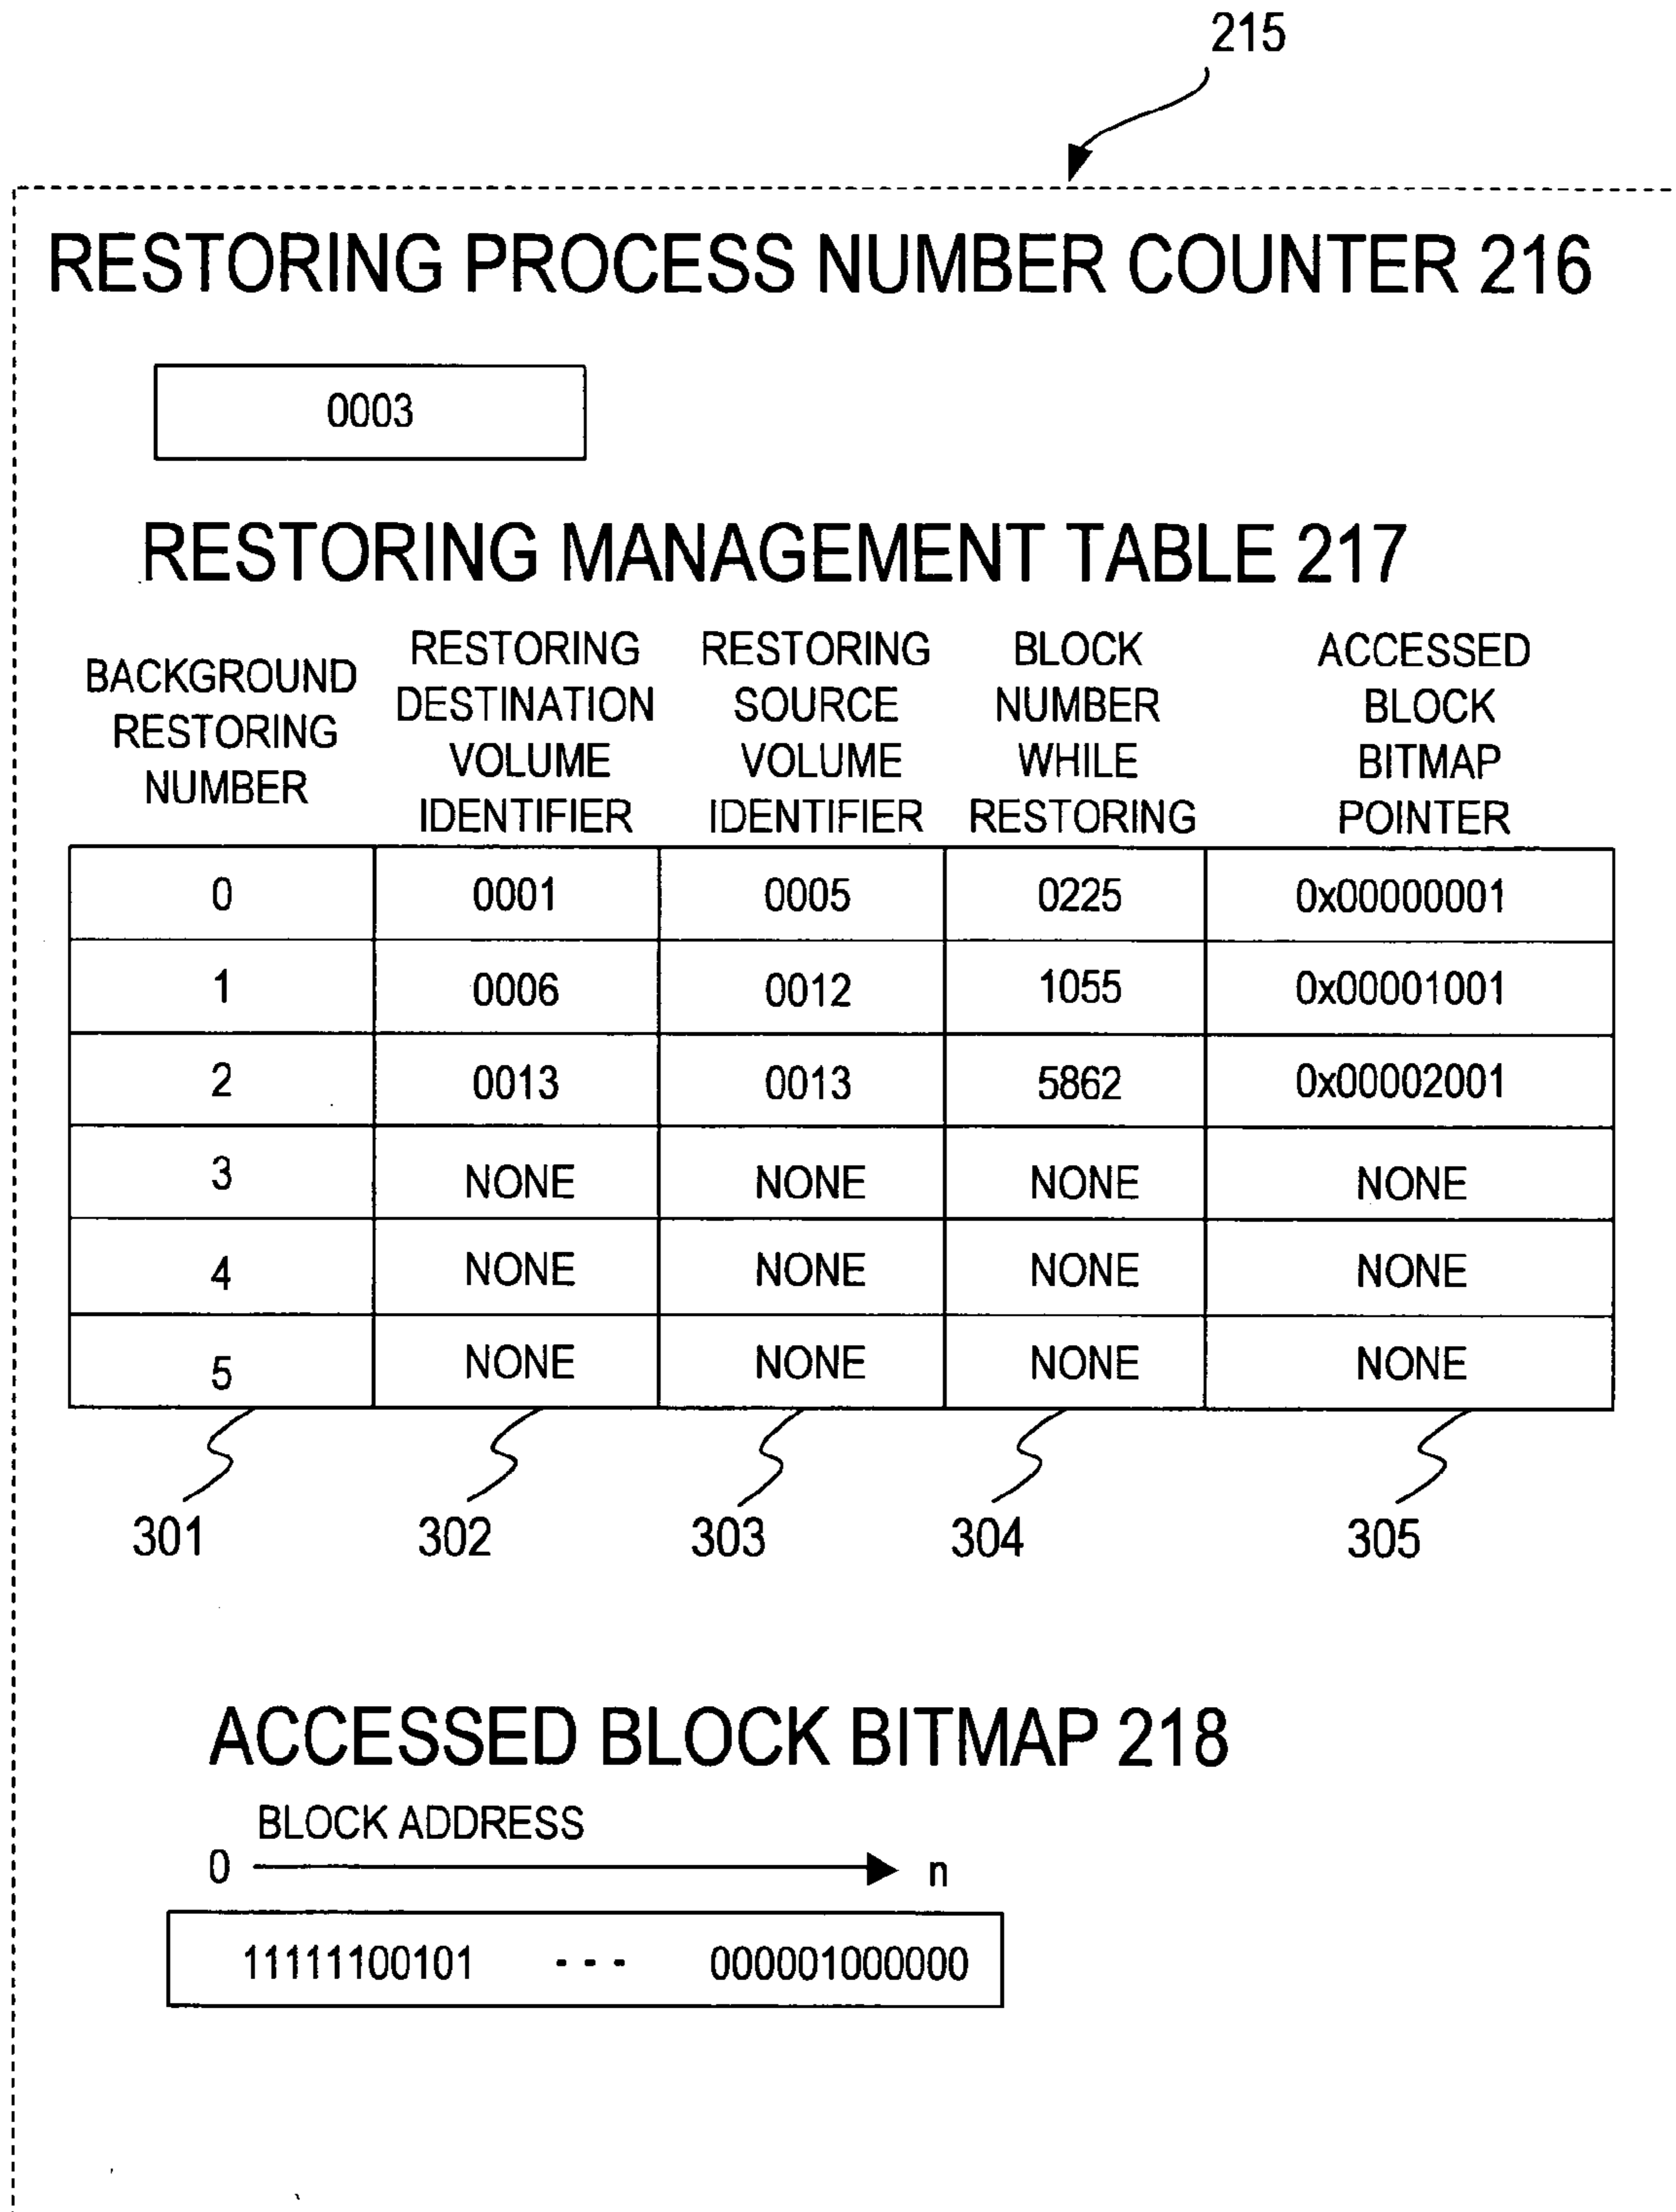 215
RESTORING PROCESS NUMBER COUNTER 216
0003
RESTORING MANAGEMENT TABLE 217
BACKGROUND
RESTORING
NUMBER
RESTORING
DESTINATION
VOLUME
IDENTIFIER
RESTORING
SOURCE
VOLUME
IDENTIFIER
BLOCK
NUMBER
WHILE
RESTORING
ACCESSED
BLOCK
BITMAP
POINTER
0 0001 0005 0225 0x00000001
1 0006 0012 1055 0x00001001
2 0013 0013 5862 0x00002001
3 NONE NONE NONE NONE
4 NONE NONE NONE NONE
5 NONE NONE NONE NONE
301 302 303 304 305
ACCESSED BLOCK BITMAP 218
BLOCK ADDRESS
0 n
11111100101 - - - 000001000000